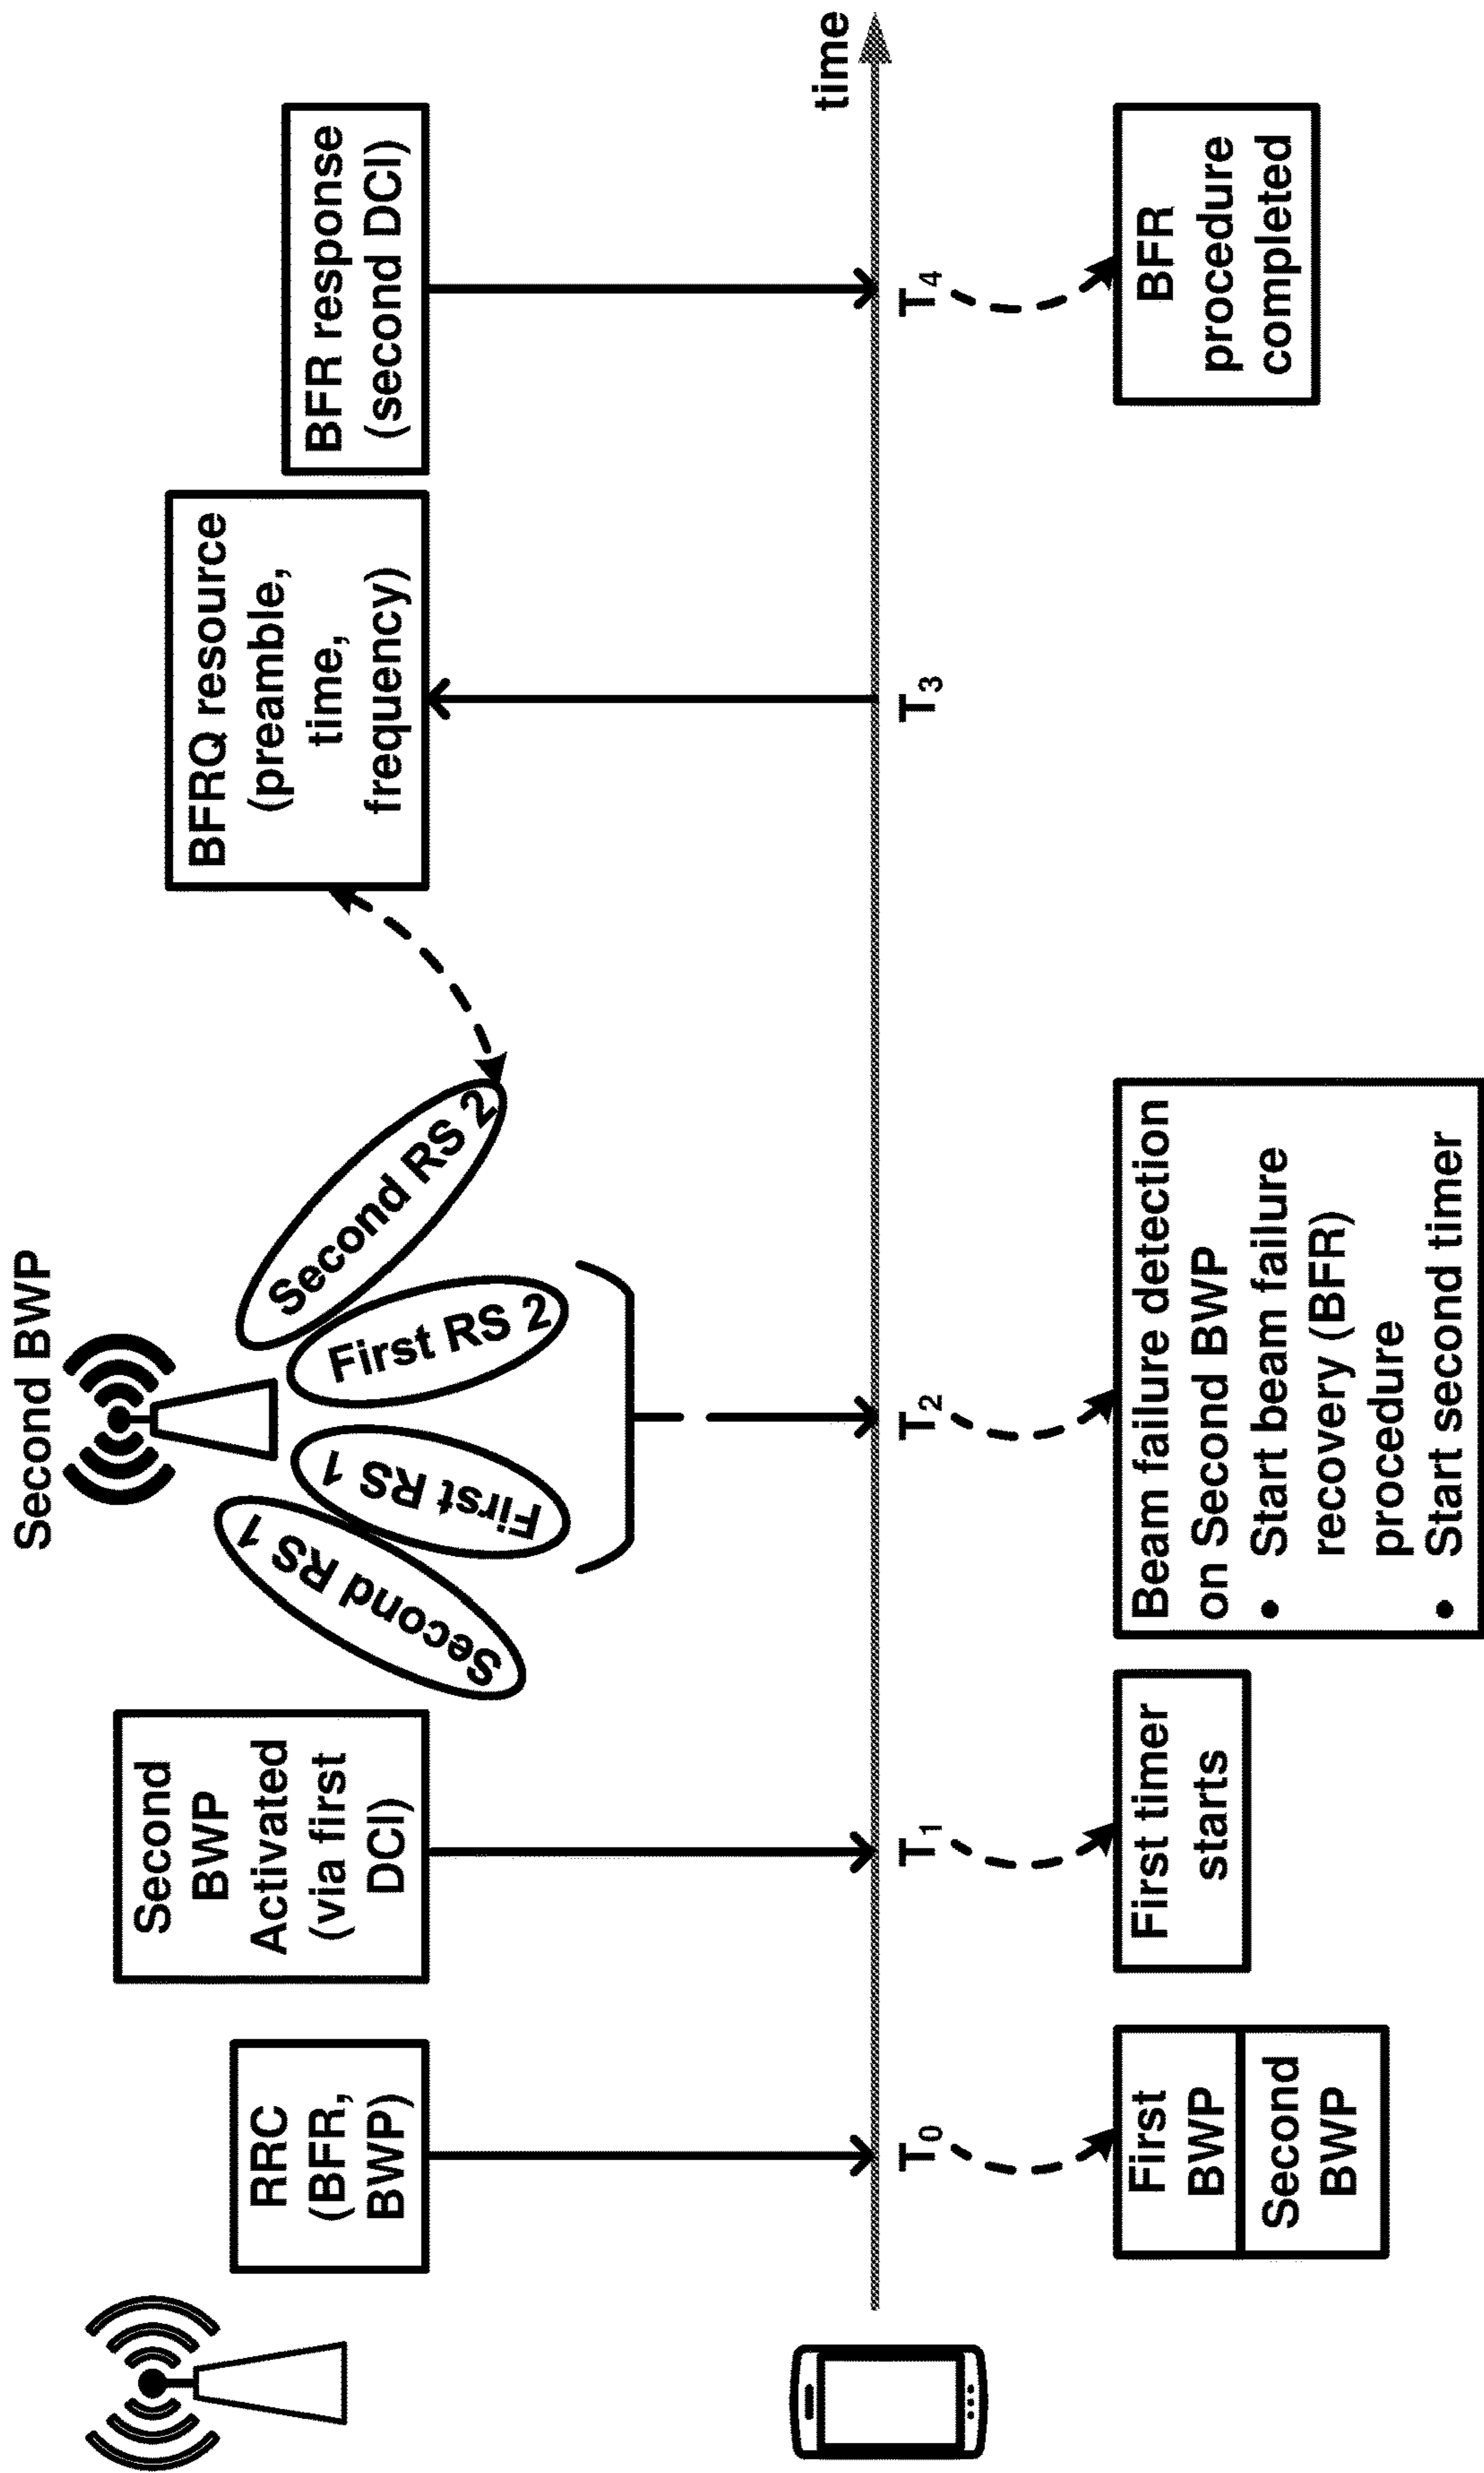 Second BWP
RRC
(BFR,
BWP)
Second
BWP
Activated
(via first
DCI)
Second RS 1
First RS 1
First RS 2
Second RS 2
BFRQ resource
(preamble,
time,
frequency)
BFR response
(second DCI)
time
T0
T1
T2
T3
T4
First
BWP
Second
BWP
First timer
starts
Beam failure detection
on Second BWP
• Start beam failure
recovery (BFR)
procedure
• Start second timer
BFR
procedure
completed